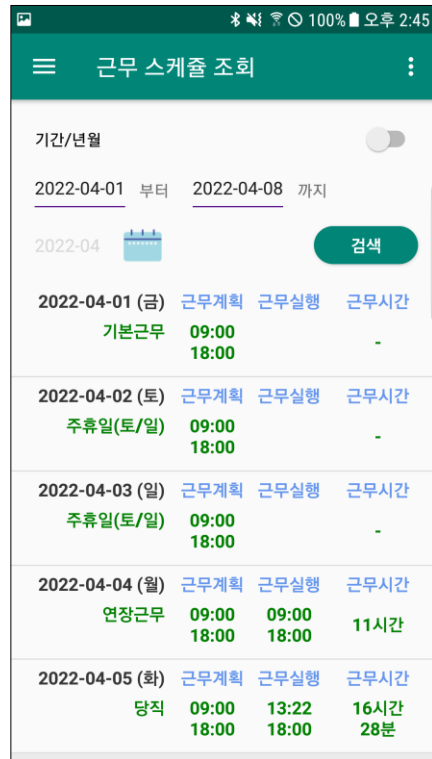 100% 오후 2:45
근무 스케쥴 조회
기간/년월
2022-04-01 부터 2022-04-08 까지
2022-04 검색
2022-04-01 (금) 근무계획 근무실행 근무시간
기본근무 09:00 -
18:00
2022-04-02 (토) 근무계획 근무실행 근무시간
주휴일(토/일) 09:00 -
18:00
2022-04-03 (일) 근무계획 근무실행 근무시간
주휴일(토/일) 09:00 -
18:00
2022-04-04 (월) 근무계획 근무실행 근무시간
연장근무 09:00 09:00 11시간
18:00 18:00
2022-04-05 (화) 근무계획 근무실행 근무시간
당직 09:00 13:22 16시간
18:00 18:00 28분